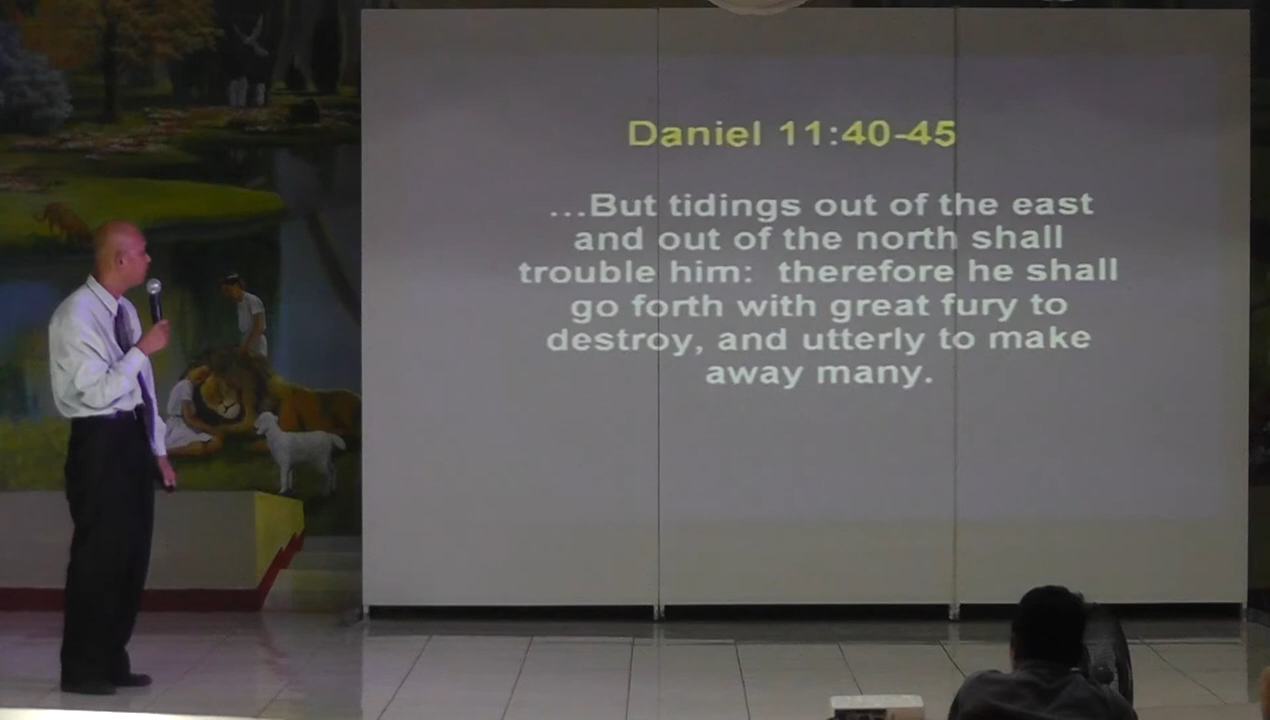 Daniel 11:40-45
...But tidings out of the east
and out of the north shall
trouble him:  therefore he shall
go forth with great fury to
destroy, and utterly to make
away many.